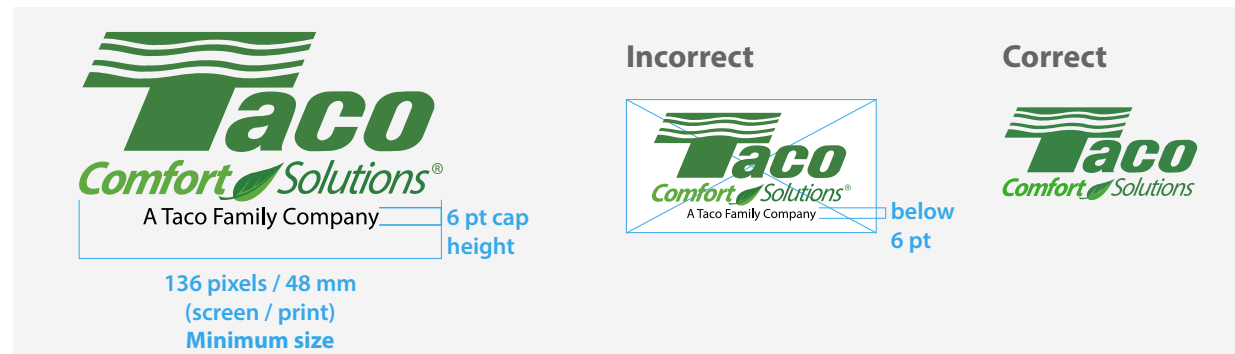 Taco
Comfort Solutions®
A Taco Family Company
6 pt cap
height
136 pixels / 48 mm
(screen / print)
Minimum size
Incorrect
Taco
Comfort Solutions®
A Taco Family Company
below
6 pt
Correct
Taco
Comfort Solutions